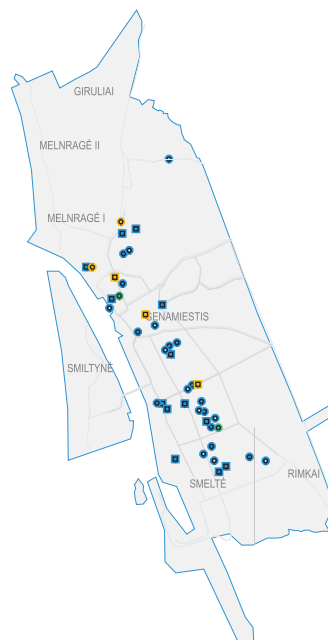 GIRULIAI
MELNRAGĖ II
MELNRAGĖ I
SENAMIESTIS
SMILTYNĖ
RIMKAI
SMELTĖ